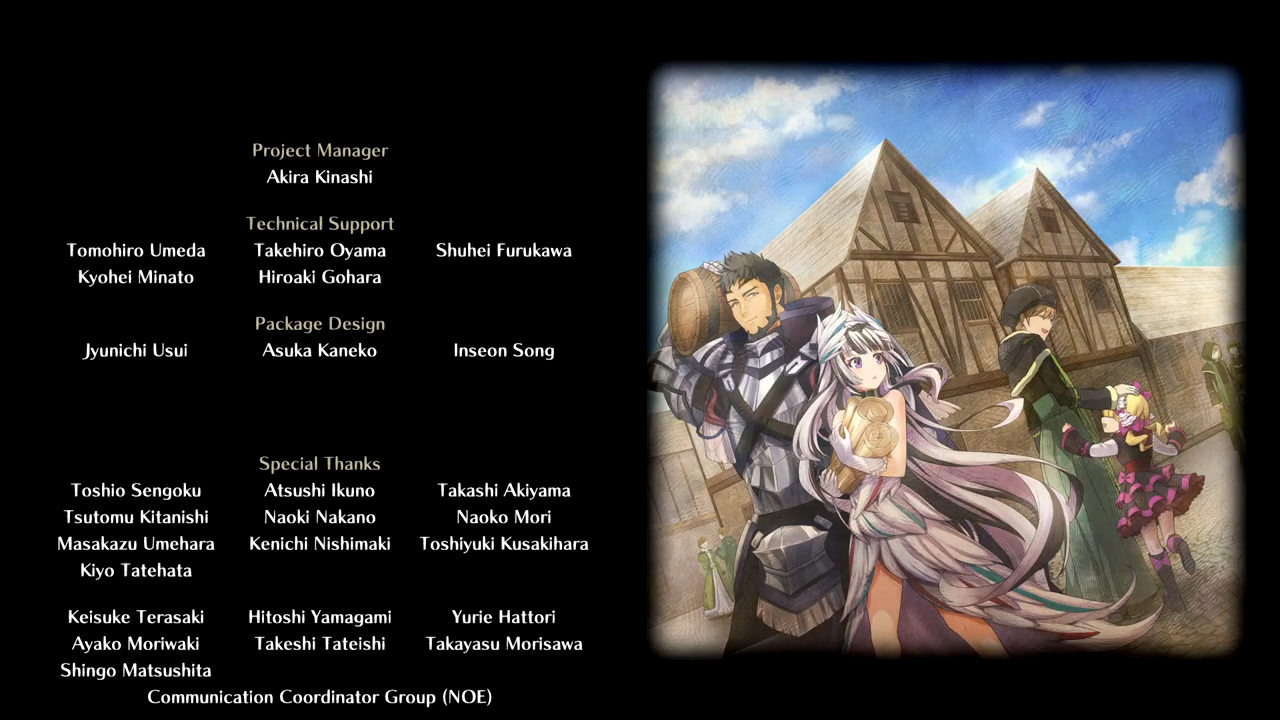 Project Manager
Akira Kinashi
Technical Support
Tomohiro Umeda Takehiro Oyama Shuhei Furukawa
Kyohei Minato Hiroaki Gohara
Package Design
Jyunichi Usui Asuka Kaneko Inseon Song
Special Thanks
Toshio Sengoku Atsushi Ikuno Takashi Akiyama
Tsutomu Kitanishi Naoki Nakano Naoko Mori
Masakazu Umehara Kenichi Nishimaki Toshiyuki Kusakihara
Kiyo Tatehata
Keisuke Terasaki Hitoshi Yamagami Yurie Hattori
Ayako Moriwaki Takeshi Tateishi Takayasu Morisawa
Shingo Matsushita
Communication Coordinator Group (NOE)